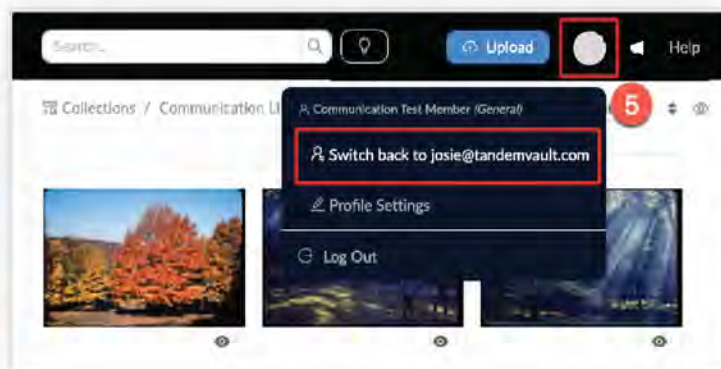 Search...
Upload
Help
Collections / Communication Li
Communication Test Member (General)
5
Switch back to josie@tandemvault.com
Profile Settings
Log Out